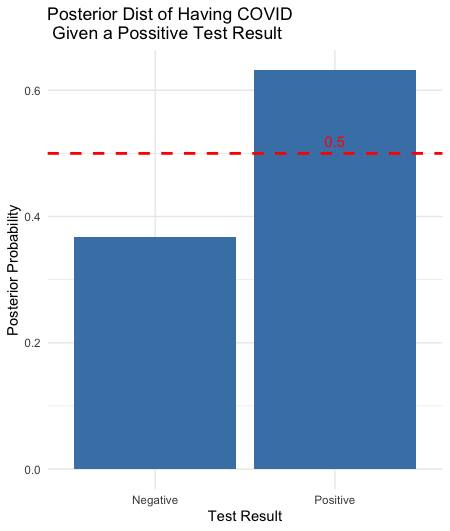 Posterior Dist of Having COVID
Given a Possitive Test Result
Posterior Probability
0.6
0.5
0.4
0.2
0.0
Negative Positive
Test Result